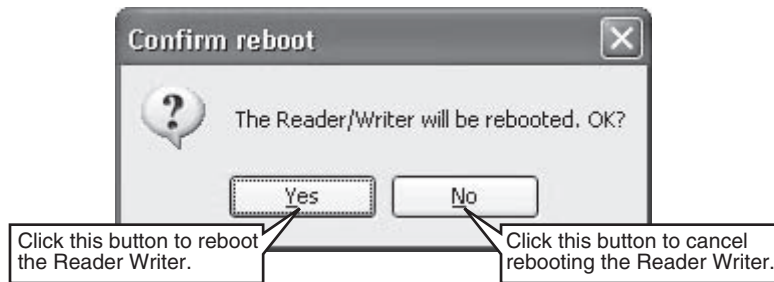 Confirm reboot
The Reader/Writer will be rebooted. OK?
Yes
No
Click this button to reboot
the Reader Writer.
Click this button to cancel
rebooting the Reader Writer.